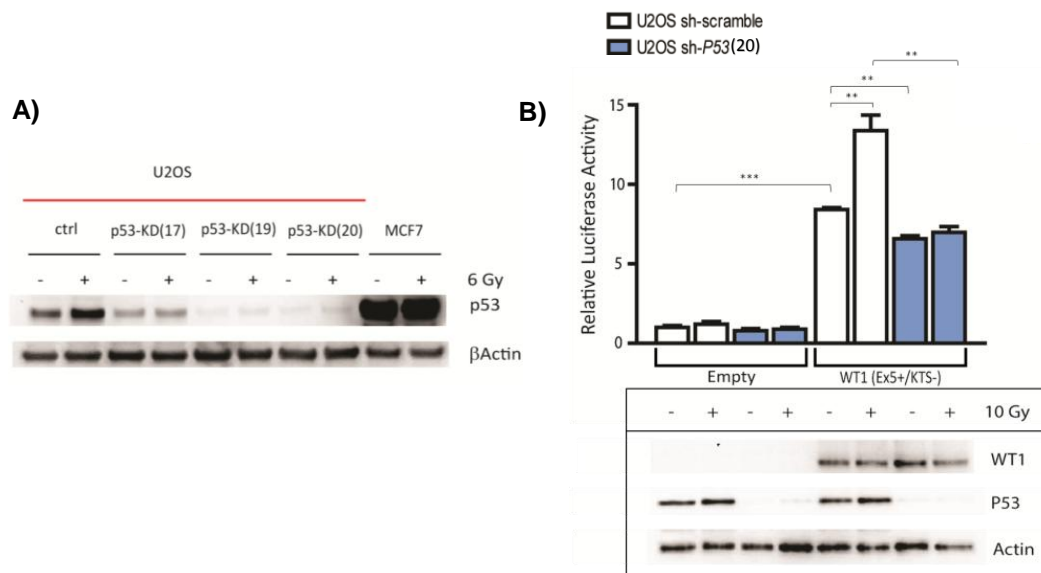 A)
U2OS
ctrl p53-KD(17) p53-KD(19) p53-KD(20) MCF7
- + - + - + - + - + 6 Gy
p53
βActin
B)
U2OS sh-scramble
U2OS sh-P53(20)
**
**
**
***
Relative Luciferase Activity
15
10
5
0
Empty WT1 (Ex5+/KTS-)
- + - + - + - + 10 Gy
WT1
P53
Actin